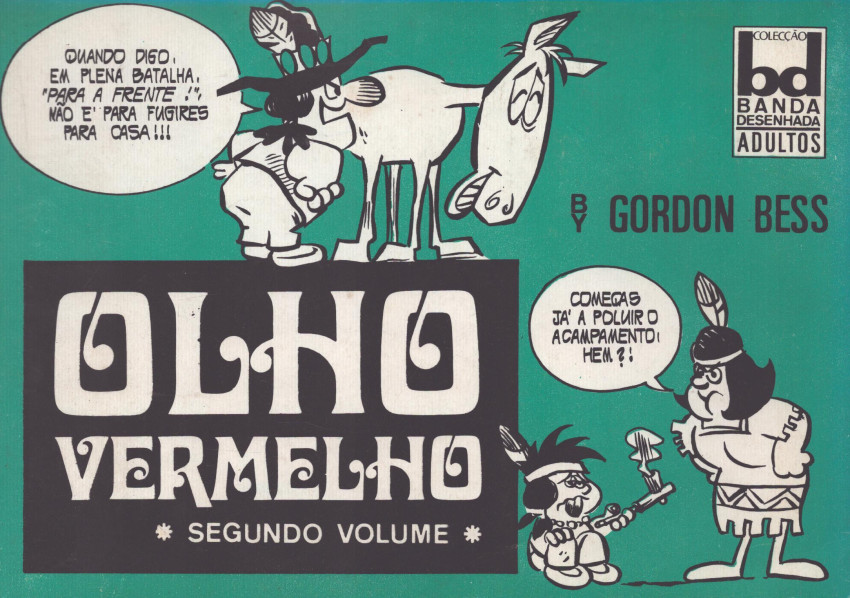 QUANDO DIGO,
EM PLENA BATALHA,
"PARA A FRENTE!",
NÃO E' PARA FUGIRES
PARA CASA!!!
COLECÇÃO
bd
BANDA
DESENHADA
ADULTOS
BY GORDON BESS
COMEÇAS
JA' A POLUIR O
ACAMPAMENTO,
HEM?!
OLHO
VERMELHO
* SEGUNDO VOLUME *